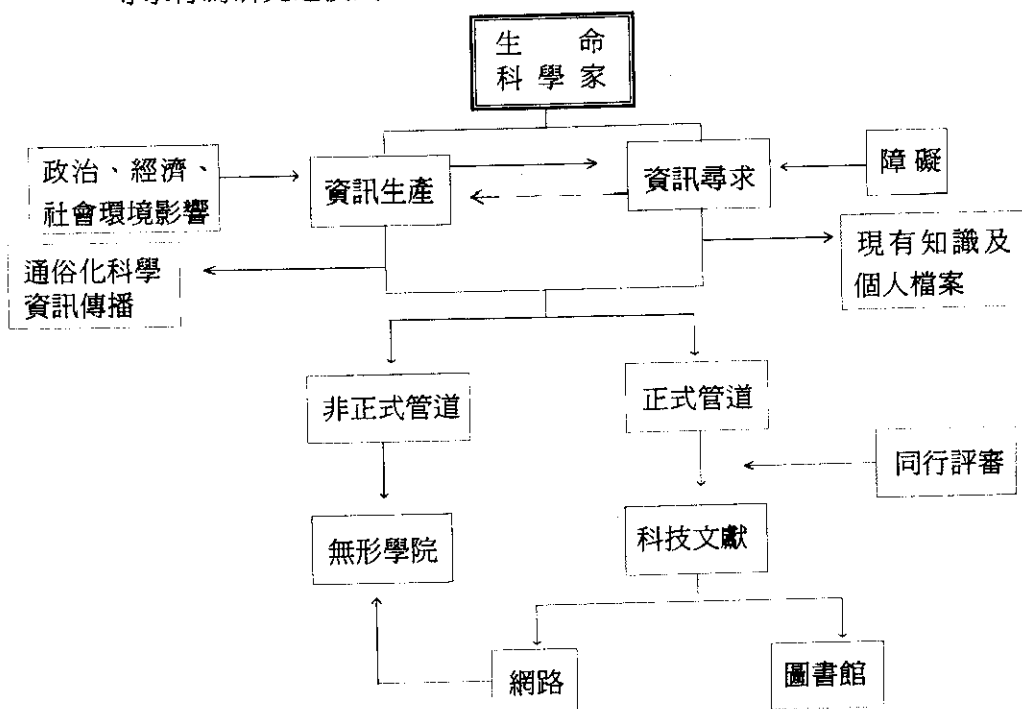 生 命
科 學 家
政治、經濟、
社會環境影響
資訊生產
資訊尋求
障 礙
通俗化科學
資訊傳播
現有知識及
個人檔案
非正式管道
正式管道
同行評審
無形學院
科技文獻
網路
圖書館